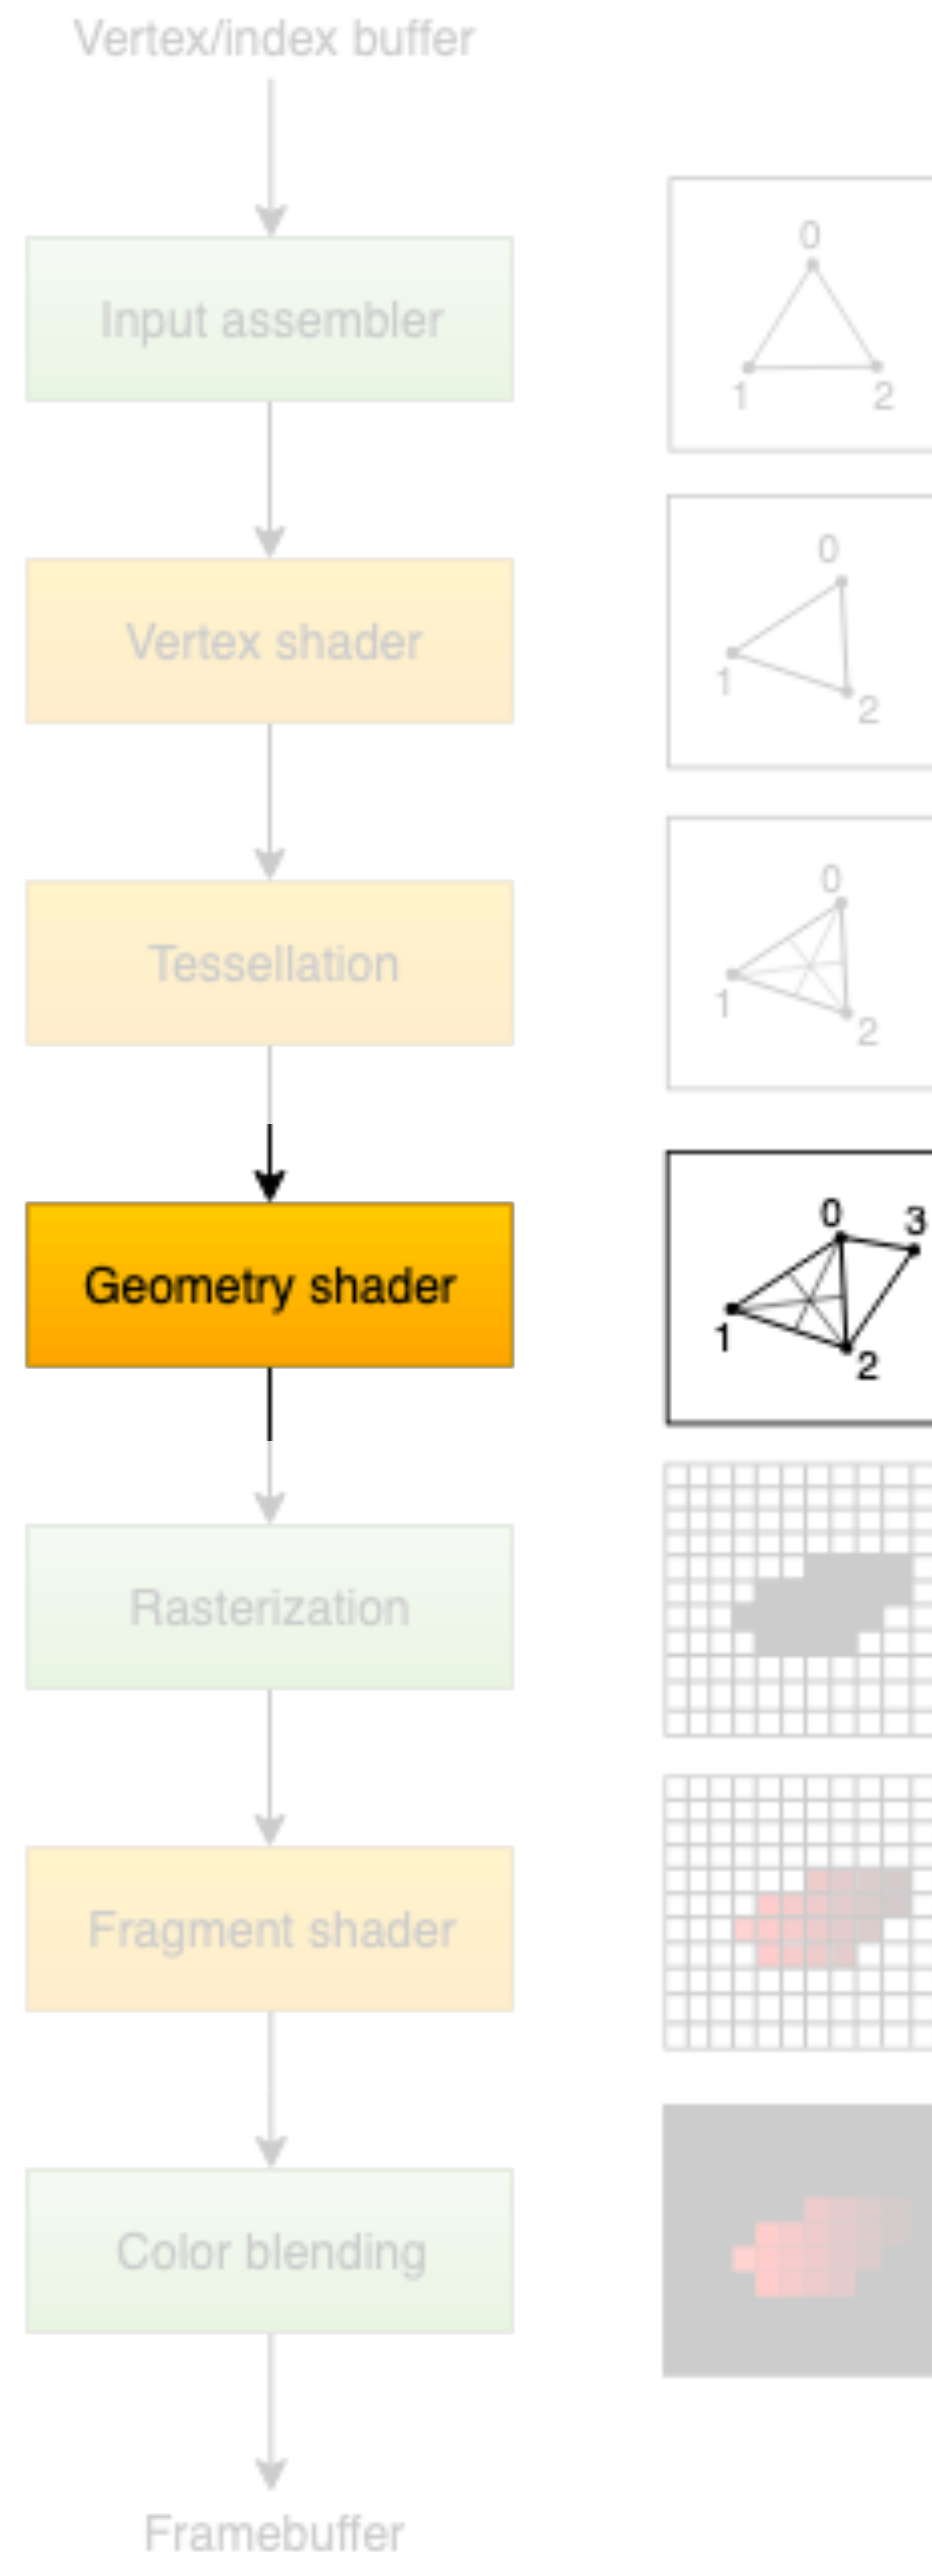 Vertex/index buffer
0
Input assembler
1 2
0
Vertex shader
1
2
0
Tessellation
1
2
0 3
Geometry shader
1
2
Rasterization
Fragment shader
Color blending
Framebuffer